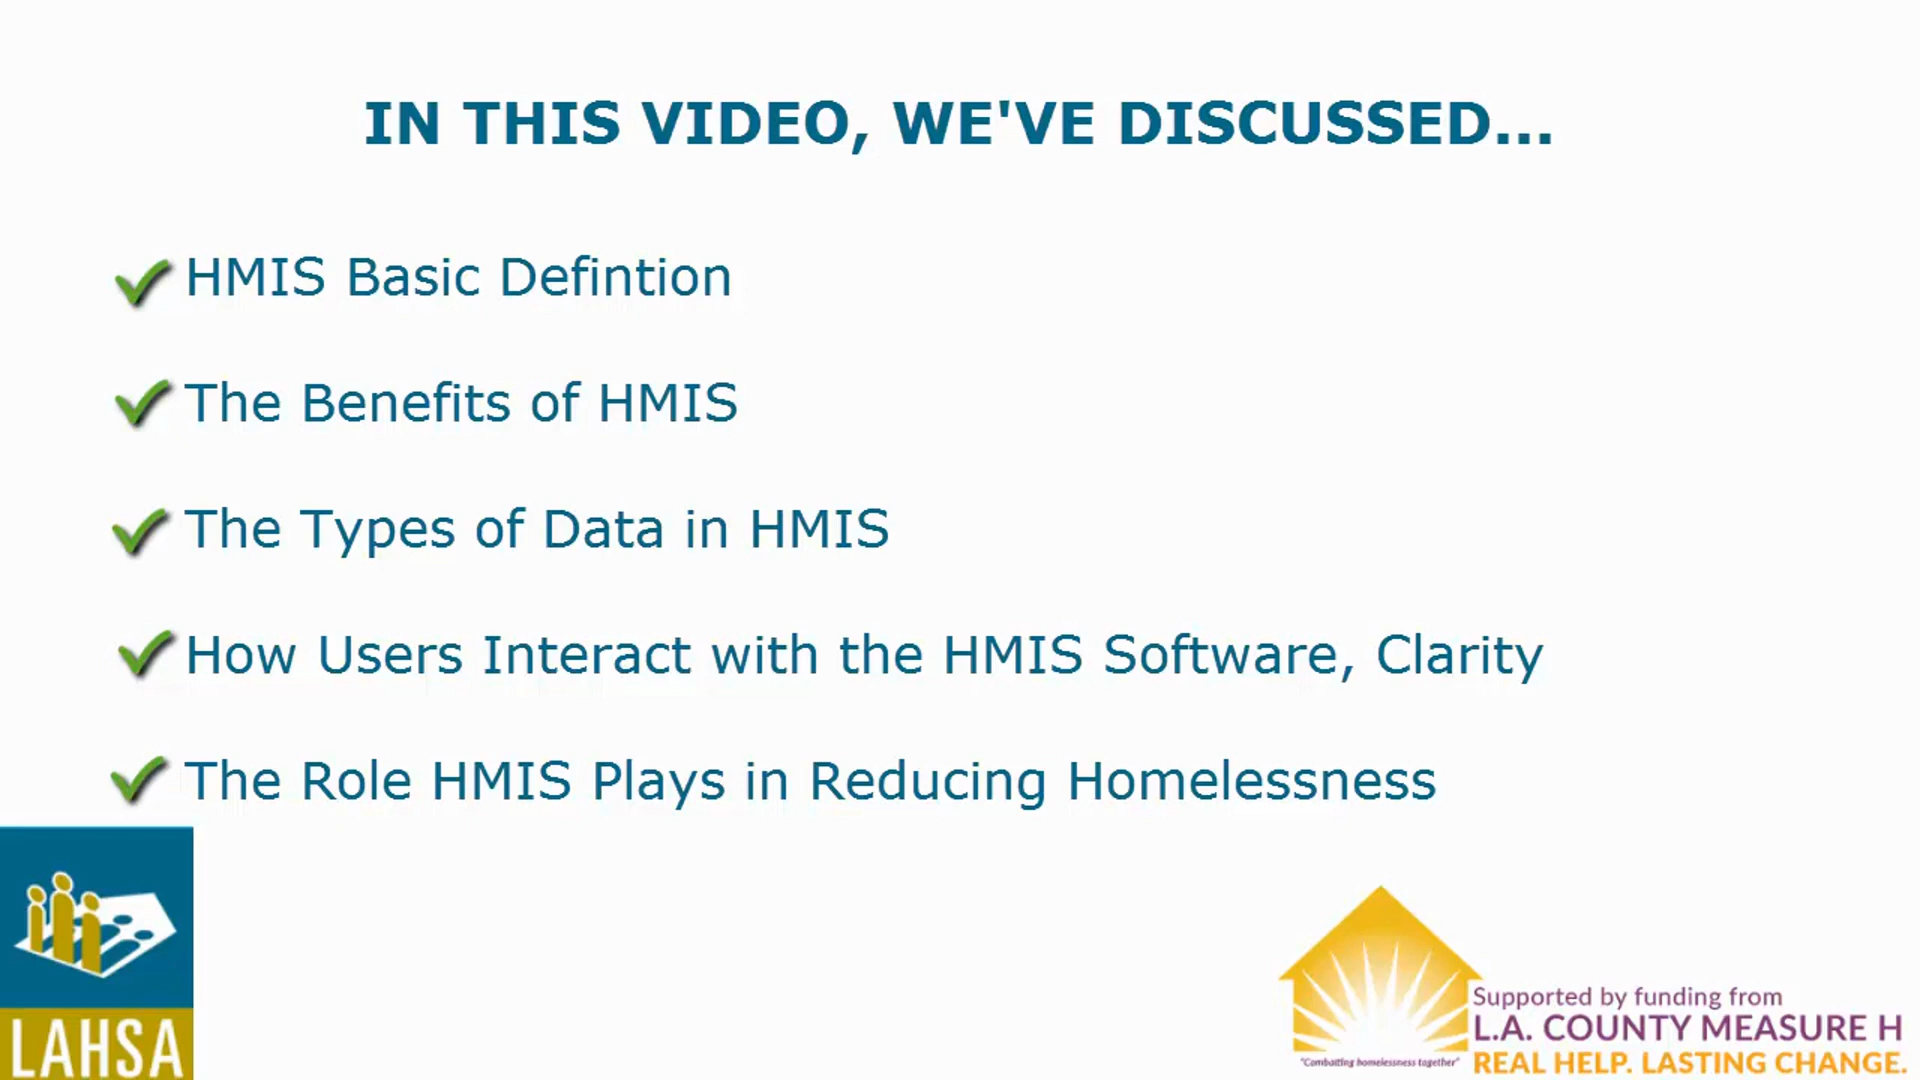 IN THIS VIDEO, WE'VE DISCUSSED...
HMIS Basic Defintion
The Benefits of HMIS
The Types of Data in HMIS
How Users Interact with the HMIS Software, Clarity
The Role HMIS Plays in Reducing Homelessness
LAHSA
"Combatting homelessness together"
Supported by funding from
L.A. COUNTY MEASURE H
REAL HELP. LASTING CHANGE.